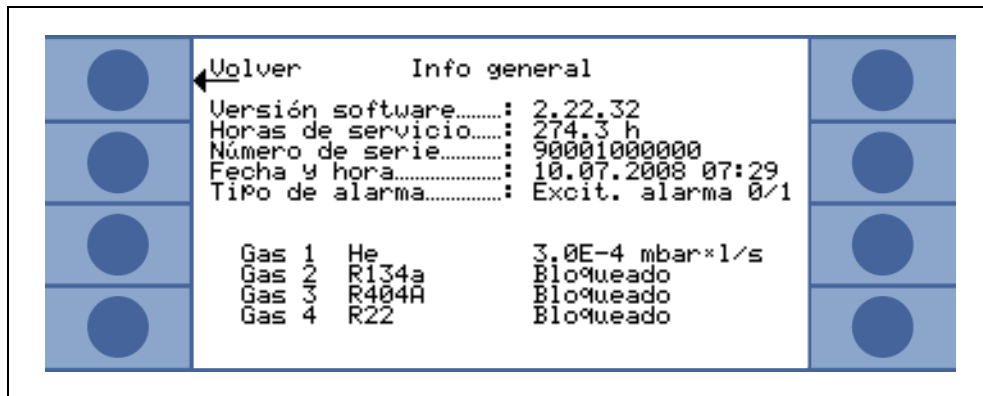 Volver Info general
Versión software........: 2.22.32
Horas de servicio.....: 274.3 h
Número de serie...........: 90001000000
Fecha y hora...................: 10.07.2008 07:29
Tipo de alarma..............: Excit. alarma 0/1
Gas 1 He 3.0E-4 mbar*l/s
Gas 2 R134a Bloqueado
Gas 3 R404A Bloqueado
Gas 4 R22 Bloqueado